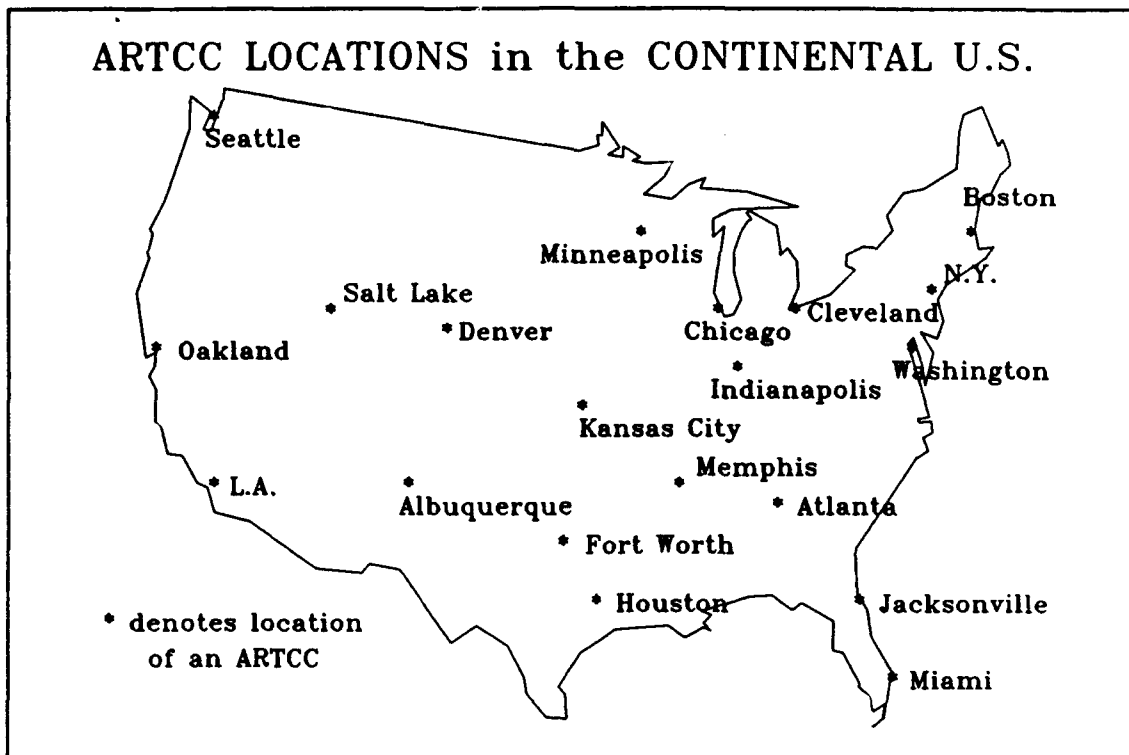 ARTCC LOCATIONS in the CONTINENTAL U.S.
Seattle
Boston
Minneapolis
N.Y.
Salt Lake
Denver
Chicago
Cleveland
Oakland
Washington
Indianapolis
Kansas City
Memphis
L.A.
Albuquerque
Atlanta
Fort Worth
Houston
Jacksonville
* denotes location
of an ARTCC
Miami